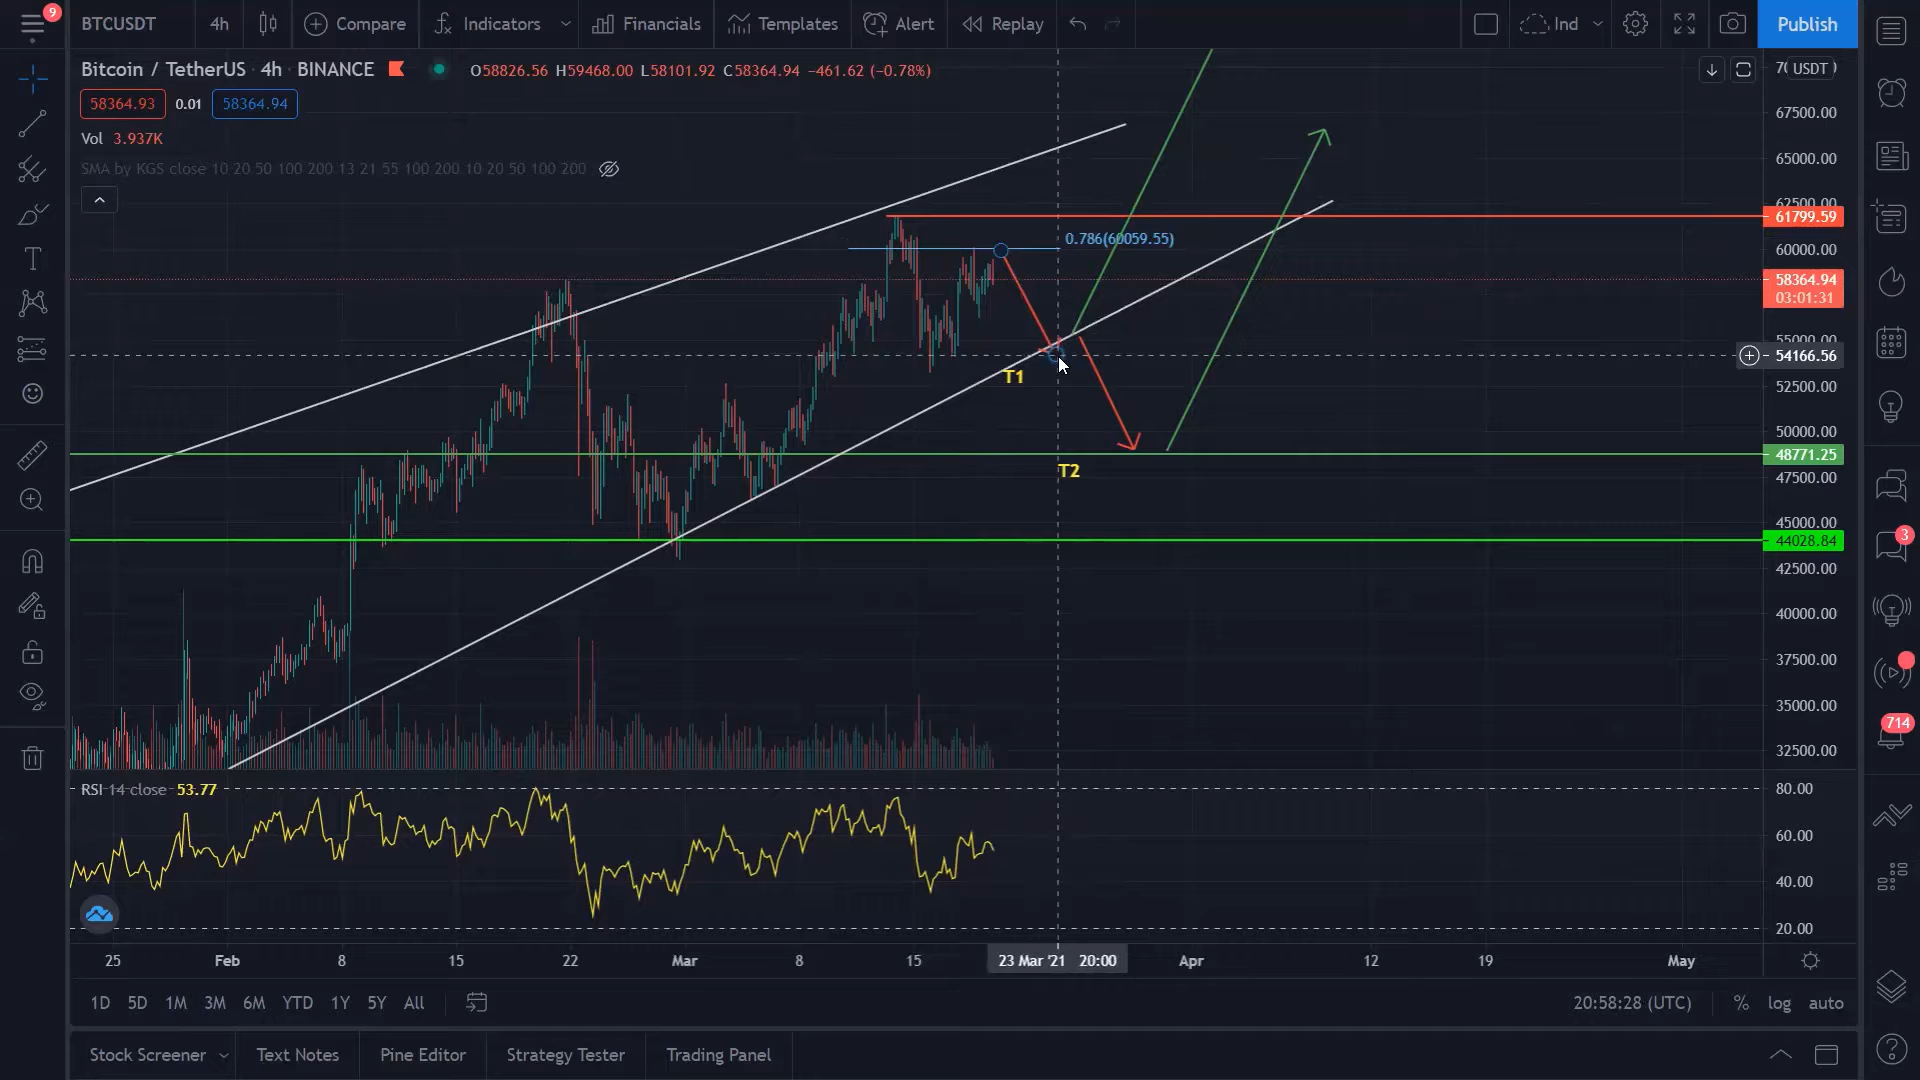 9
BTCUSDT 4h Compare Indicators Financials Templates Alert Replay Ind Publish
Bitcoin / TetherUS 4h · BINANCE O58826.56 H59468.00 L58101.92 C58364.94 −461.62 (−0.78%)
USDT
58364.93 0.01 58364.94
Vol 3.937K
SMA by KGS close 10 20 50 100 200 13 21 55 100 200 10 20 50 100 200
67500.00
65000.00
62500.00
61799.59
0.786(60059.55)
60000.00
58364.94
03:01:31
55000.00
54166.56
T1
52500.00
50000.00
48771.25
T2
47500.00
45000.00
44028.84
42500.00
40000.00
37500.00
35000.00
32500.00
3
714
RSI 14 close 53.77
80.00
60.00
40.00
20.00
25 Feb 8 15 22 Mar 8 15 23 Mar '21 20:00 Apr 12 19 May
1D 5D 1M 3M 6M YTD 1Y 5Y All 20:58:28 (UTC) % log auto
Stock Screener Text Notes Pine Editor Strategy Tester Trading Panel